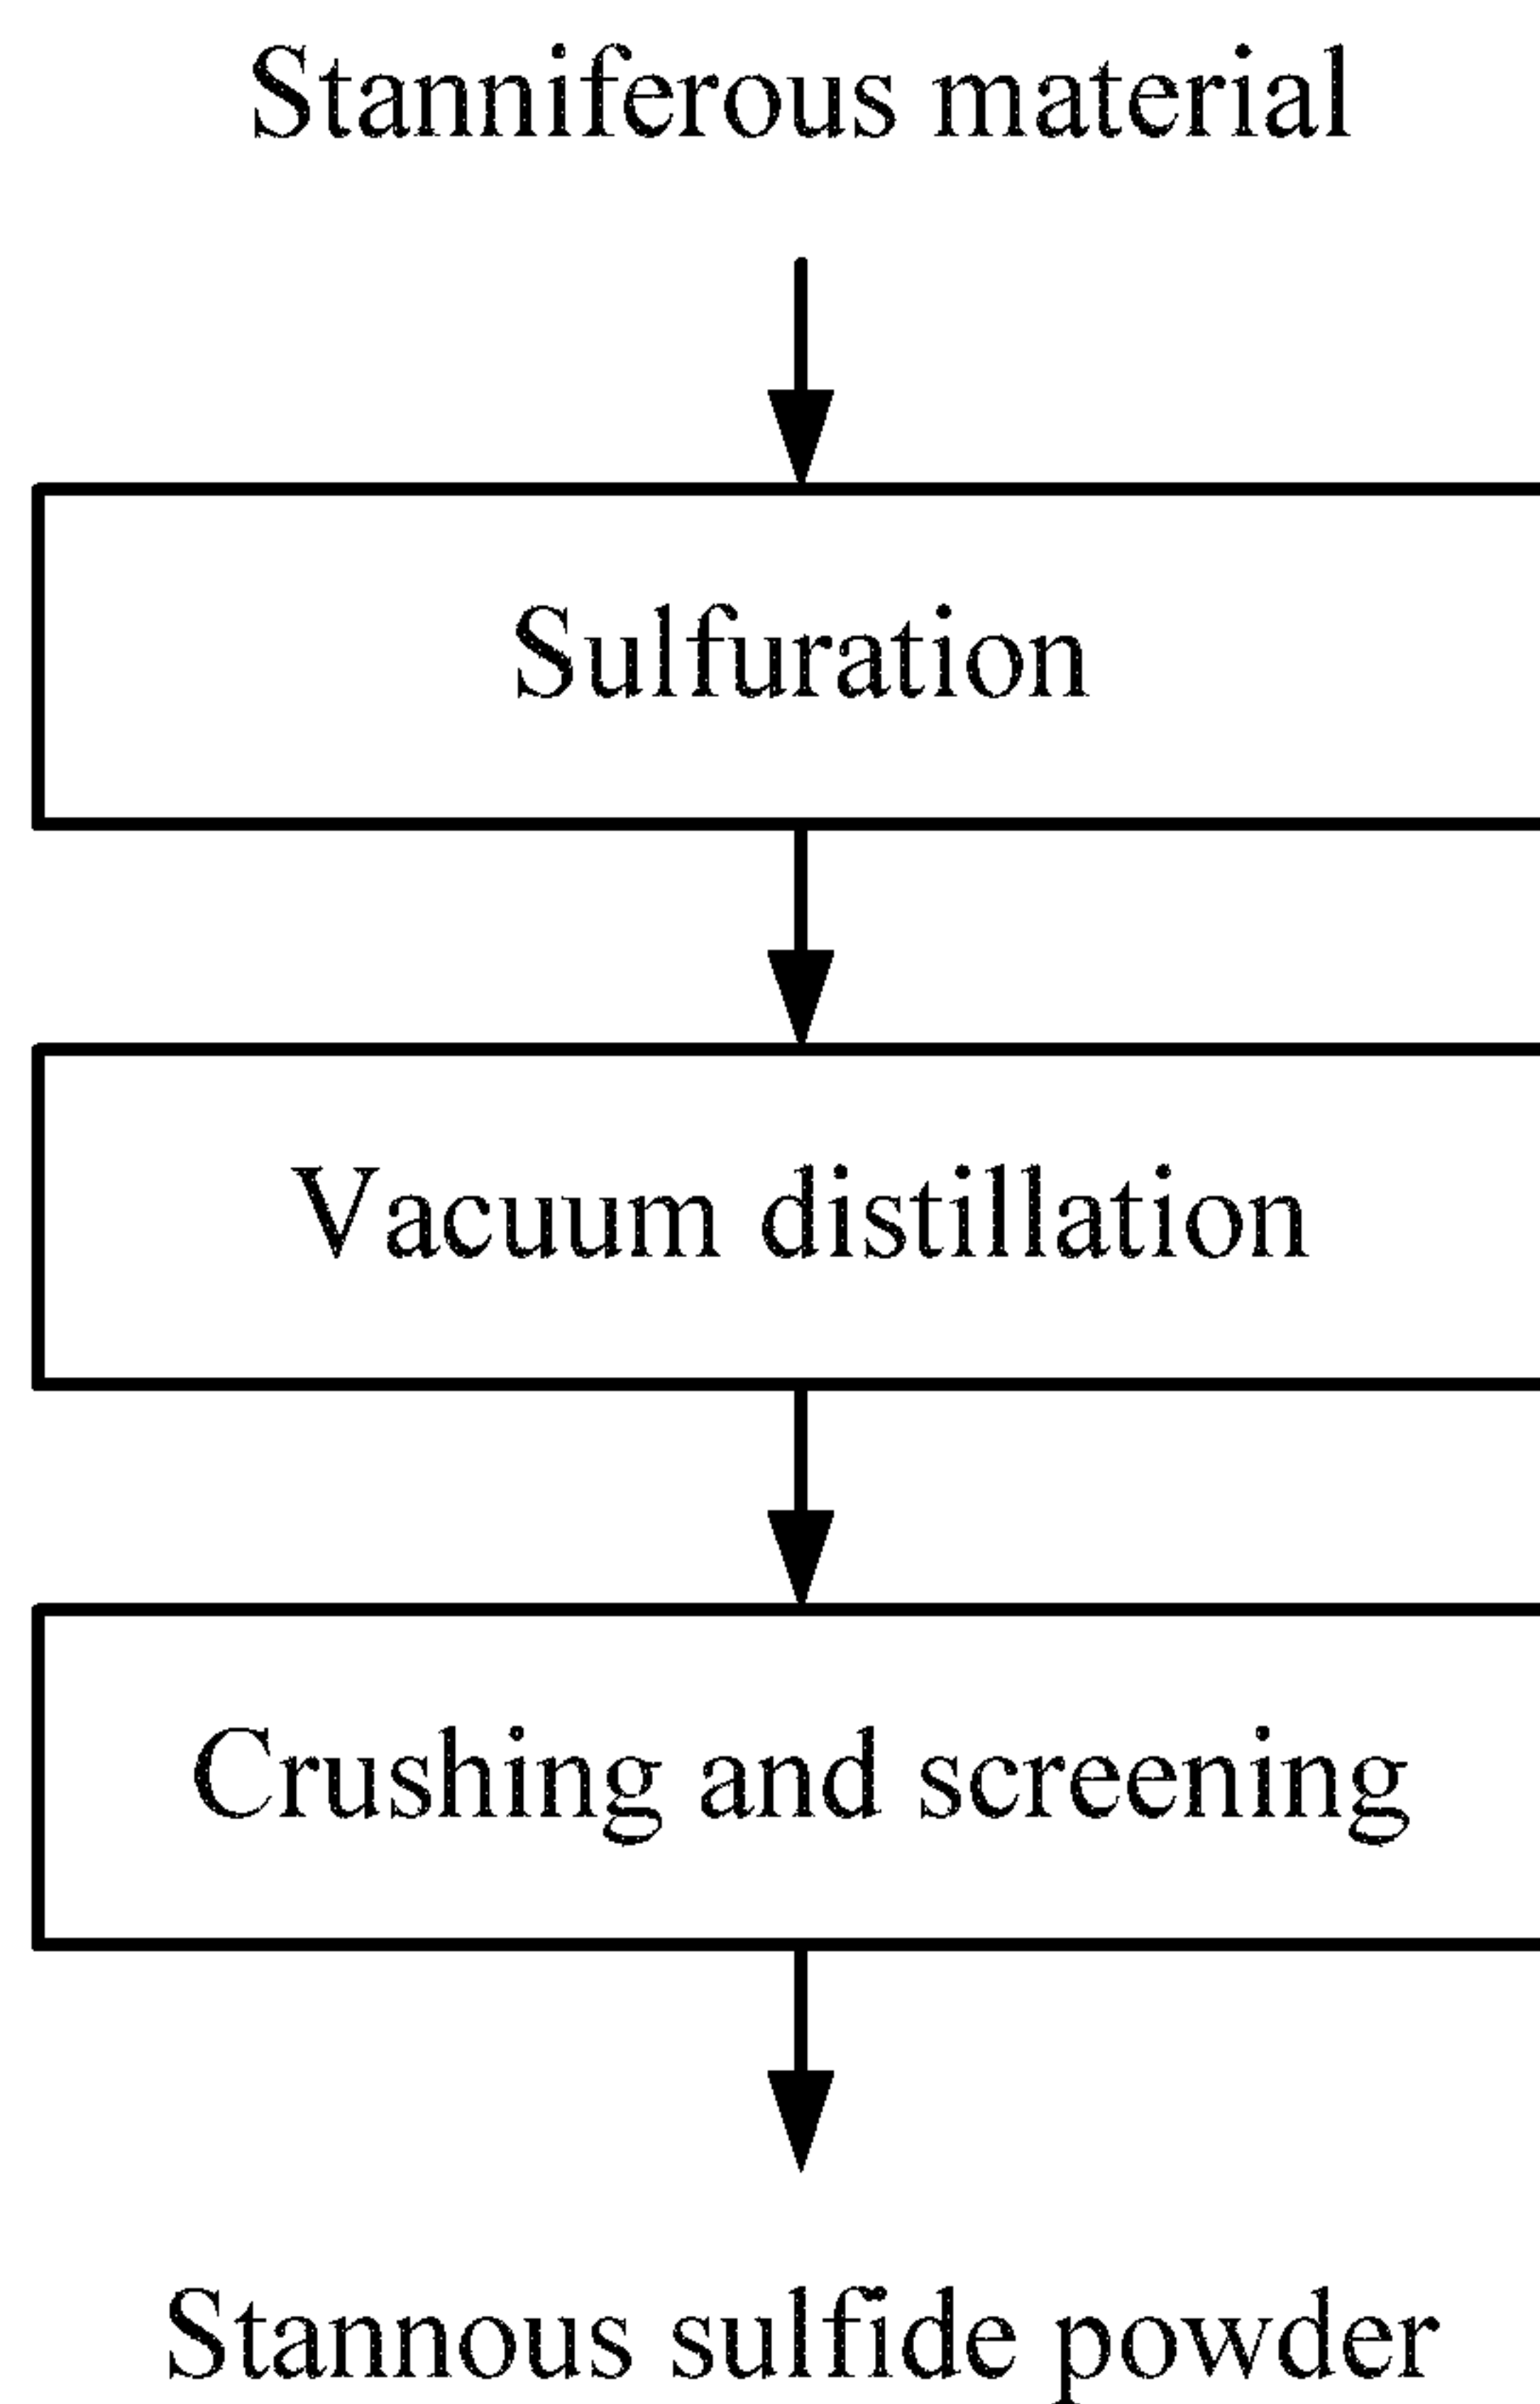 Stanniferous material
Sulfuration
Vacuum distillation
Crushing and screening
Stannous sulfide powder